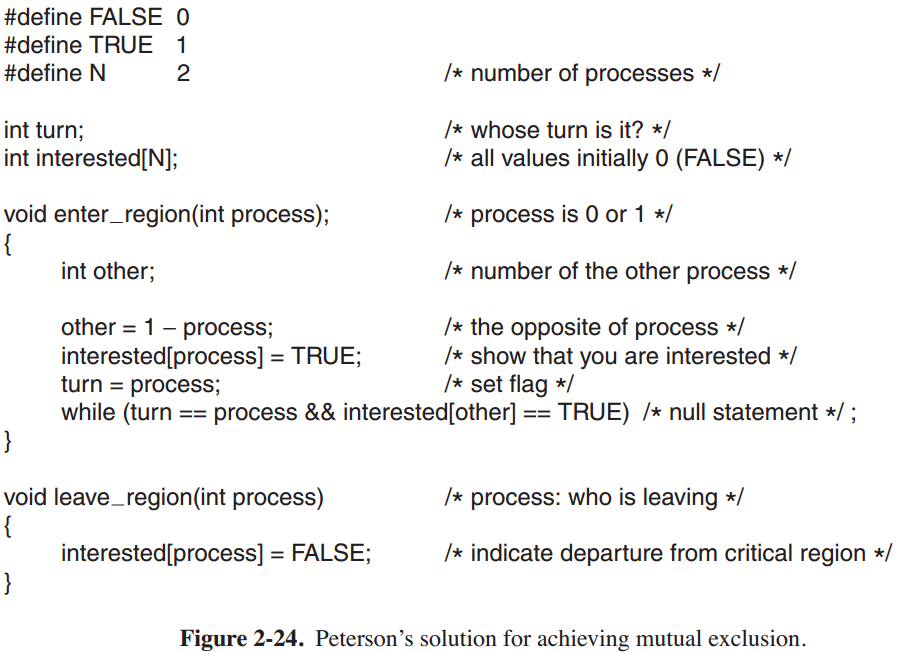 #define FALSE 0
#define TRUE 1
#define N 2 /* number of processes */
int turn; /* whose turn is it? */
int interested[N]; /* all values initially 0 (FALSE) */
void enter_region(int process); /* process is 0 or 1 */
{
int other; /* number of the other process */
other = 1 − process; /* the opposite of process */
interested[process] = TRUE; /* show that you are interested */
turn = process; /* set flag */
while (turn == process && interested[other] == TRUE) /* null statement */ ;
}
void leave_region(int process) /* process: who is leaving */
{
interested[process] = FALSE; /* indicate departure from critical region */
}
Figure 2-24. Peterson’s solution for achieving mutual exclusion.